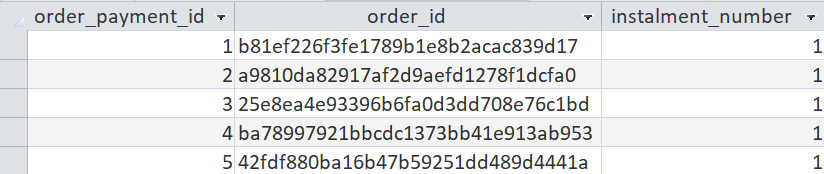 order_payment_id order_id instalment_number
1 b81ef226f3fe1789b1e8b2acac839d17 1
2 a9810da82917af2d9aefd1278f1dcfa0 1
3 25e8ea4e93396b6fa0d3dd708e76c1bd 1
4 ba78997921bbcdc1373bb41e913ab953 1
5 42fdf880ba16b47b59251dd489d4441a 1